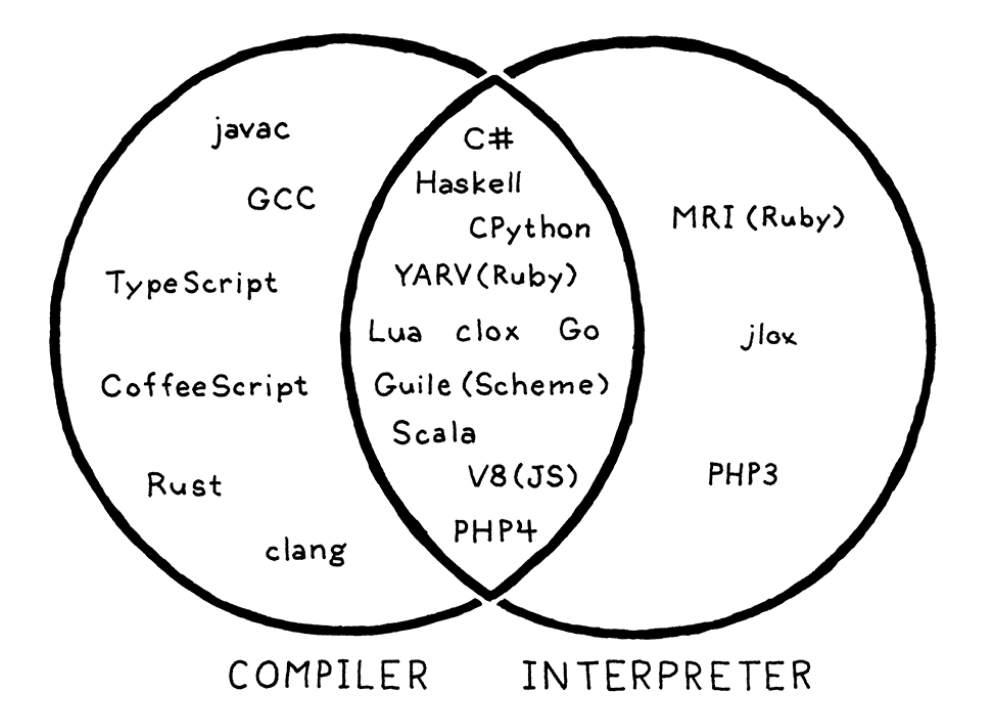 javac
GCC
TypeScript
CoffeeScript
Rust
clang
C#
Haskell
CPython
YARV (Ruby)
Lua clox Go
Guile (Scheme)
Scala
V8 (JS)
PHP4
MRI (Ruby)
jlox
PHP3
COMPILER INTERPRETER